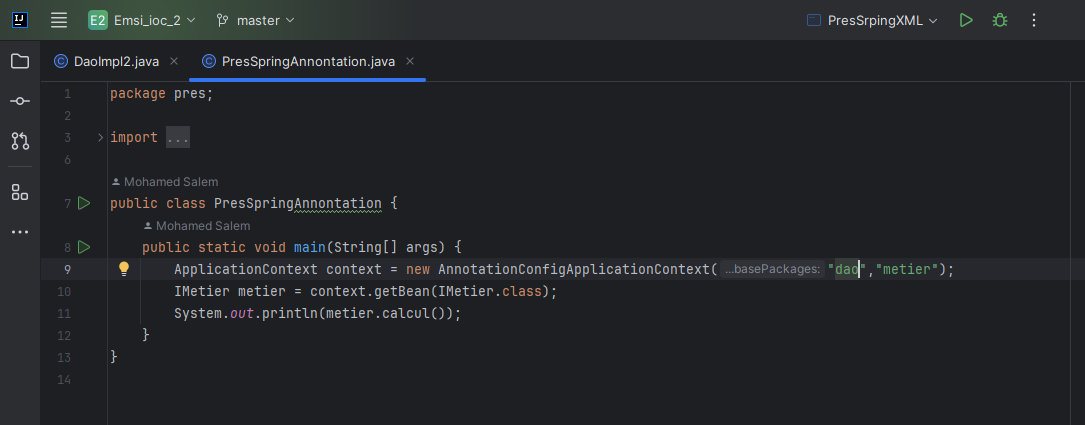 E2 Emsi_ioc_2 master PresSrpingXML
DaoImpl2.java PresSpringAnnontation.java
1 package pres;
2
3 import ...
6
Mohamed Salem
7 public class PresSpringAnnontation {
Mohamed Salem
8 public static void main(String[] args) {
9 ApplicationContext context = new AnnotationConfigApplicationContext( ...basePackages: "dao","metier");
10 IMetier metier = context.getBean(IMetier.class);
11 System.out.println(metier.calcul());
12 }
13 }
14